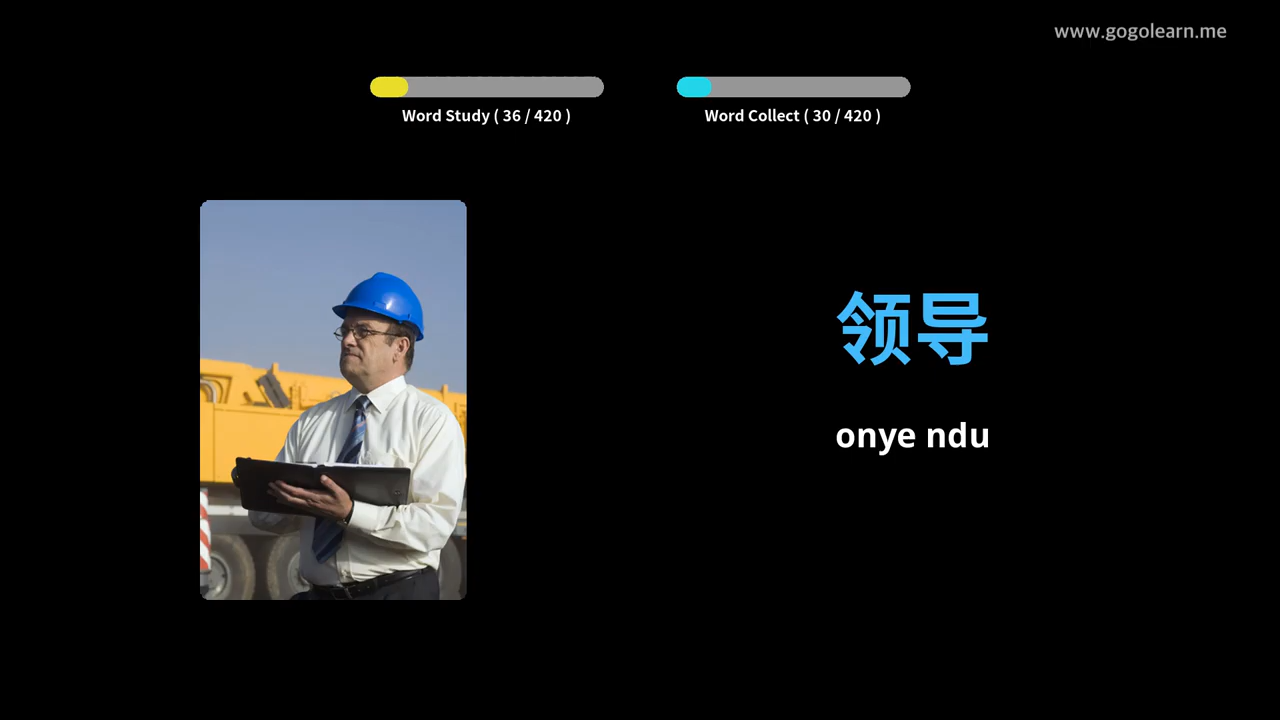 www.gogolearn.me
Word Study ( 36 / 420 )
Word Collect ( 30 / 420 )
领导
onye ndu